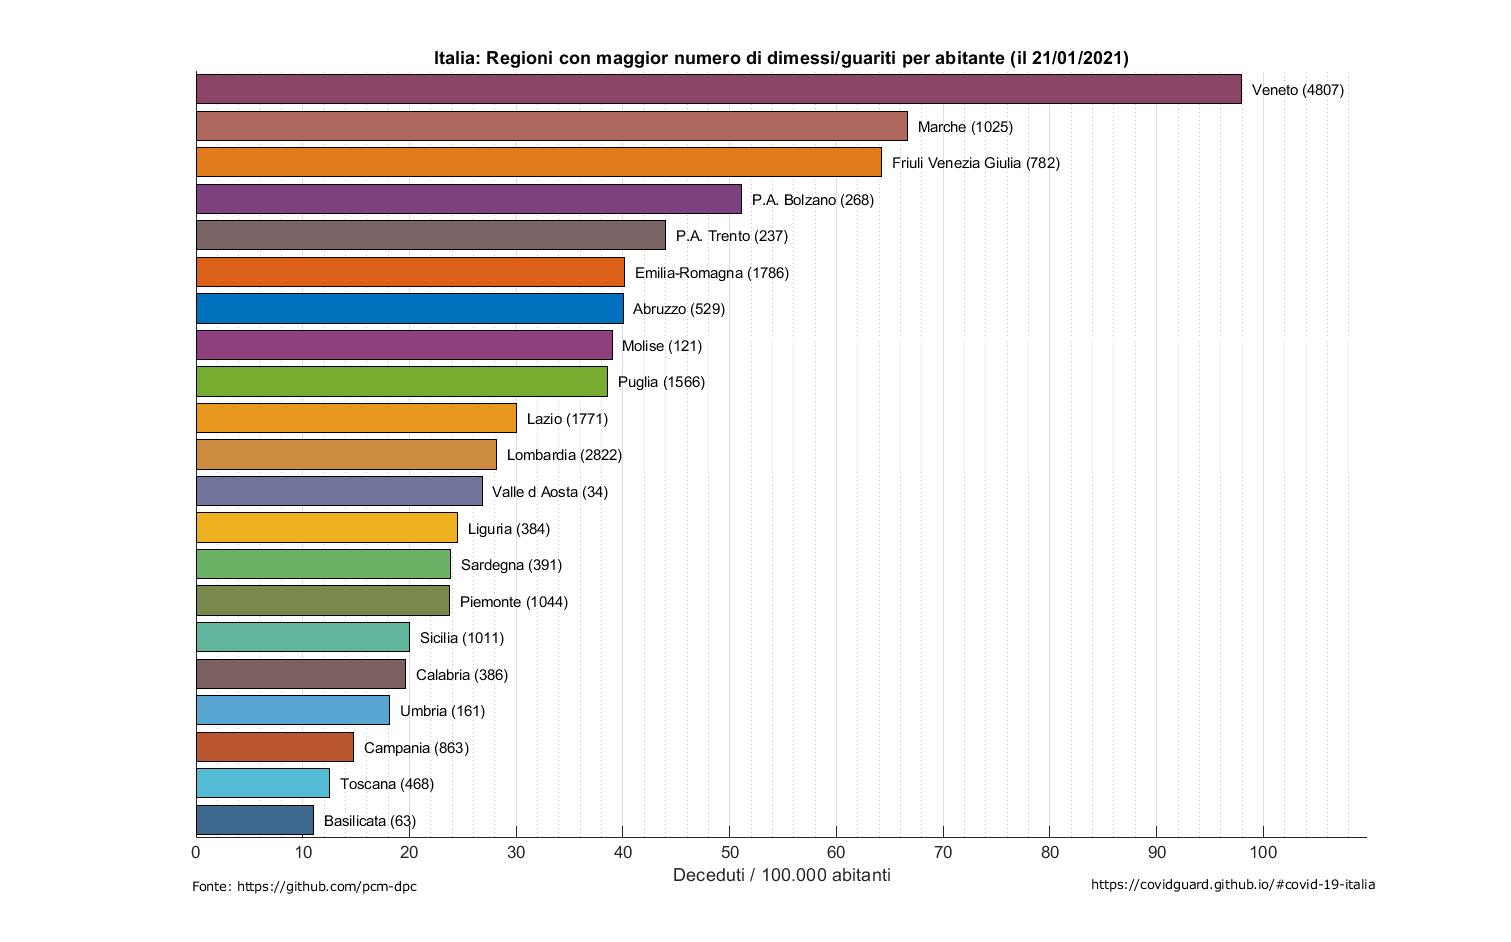 Italia: Regioni con maggior numero di dimessi/guariti per abitante (il 21/01/2021)
Veneto (4807)
Marche (1025)
Friuli Venezia Giulia (782)
P.A. Bolzano (268)
P.A. Trento (237)
Emilia-Romagna (1786)
Abruzzo (529)
Molise (121)
Puglia (1566)
Lazio (1771)
Lombardia (2822)
Valle d Aosta (34)
Liguria (384)
Sardegna (391)
Piemonte (1044)
Sicilia (1011)
Calabria (386)
Umbria (161)
Campania (863)
Toscana (468)
Basilicata (63)
0 10 20 30 40 50 60 70 80 90 100
Deceduti / 100.000 abitanti
Fonte: https://github.com/pcm-dpc
https://covidguard.github.io/#covid-19-italia